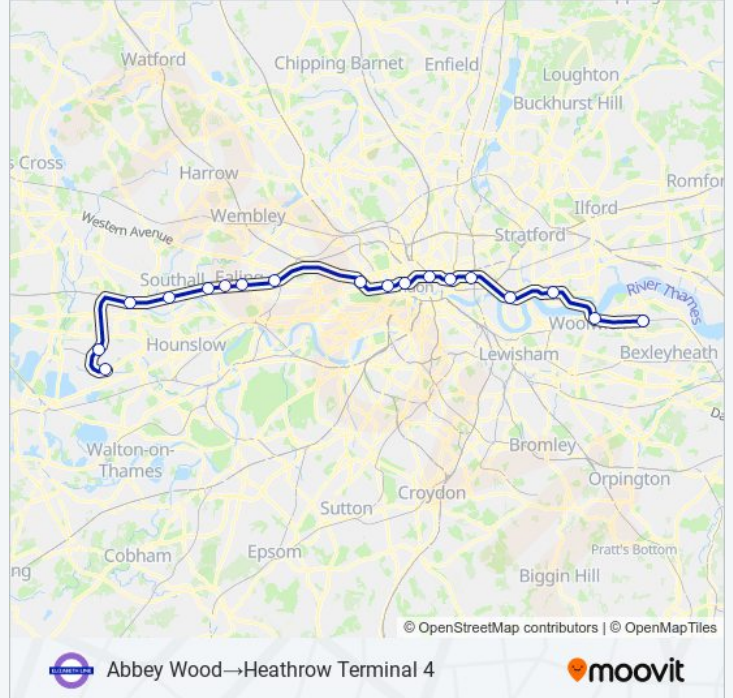 Watford
Chipping Barnet
Enfield
Loughton
Buckhurst Hill
s Cross
Harrow
Romfor
Wembley
Ilford
Western Avenue
Stratford
Southall
Ealing
River Thames
Hounslow
Lewisham
Bexleyheath
Walton-on-
Thames
Bromley
Orpington
Croydon
Sutton
Cobham
Epsom
Pratt's Bottom
ng
Biggin Hill
© OpenStreetMap contributors | © OpenMapTiles
ELIZABETH LINE
Abbey Wood→Heathrow Terminal 4
moovit